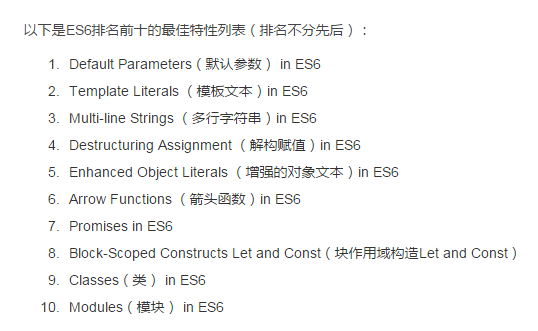 以下是ES6排名前十的最佳特性列表（排名不分先后）：
1. Default Parameters（默认参数） in ES6
2. Template Literals （模板文本）in ES6
3. Multi-line Strings （多行字符串）in ES6
4. Destructuring Assignment （解构赋值）in ES6
5. Enhanced Object Literals （增强的对象文本）in ES6
6. Arrow Functions （箭头函数）in ES6
7. Promises in ES6
8. Block-Scoped Constructs Let and Const（块作用域构造Let and Const）
9. Classes（类） in ES6
10. Modules（模块） in ES6